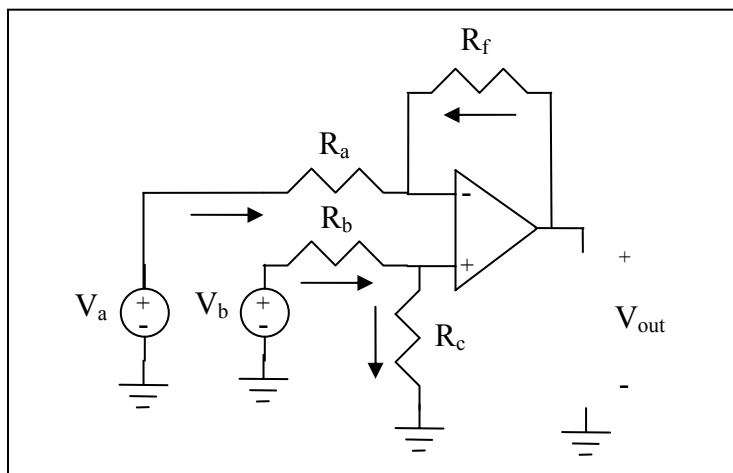 R_f
R_a
-
R_b
+
+
V_a
+
-
V_b
+
-
R_c
V_out
-